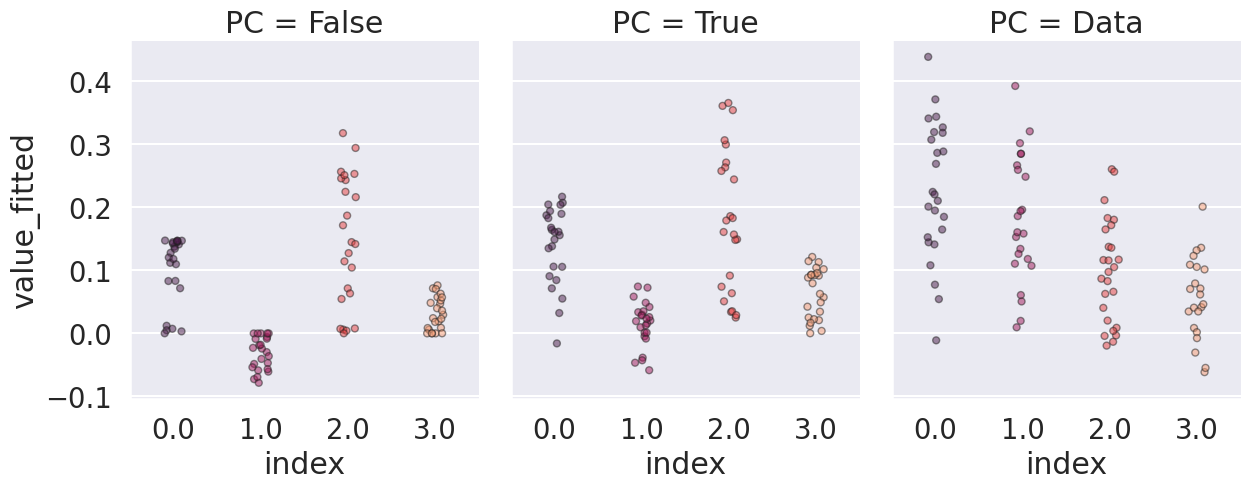 PC = False
PC = True
PC = Data
value_fitted
0.4
0.3
0.2
0.1
0.0
−0.1
0.0 1.0 2.0 3.0
0.0 1.0 2.0 3.0
0.0 1.0 2.0 3.0
index
index
index